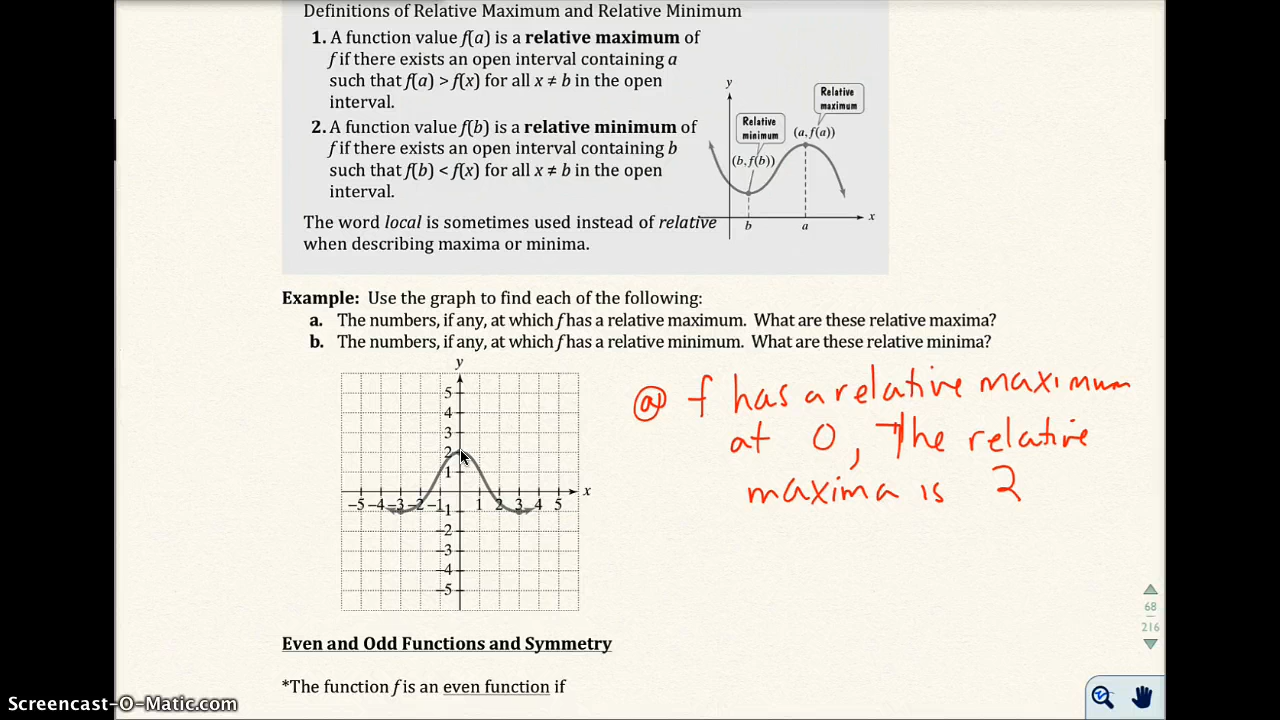 Definitions of Relative Maximum and Relative Minimum
1. A function value f(a) is a relative maximum of
f if there exists an open interval containing a
such that f(a) > f(x) for all x ≠ b in the open
interval.
2. A function value f(b) is a relative minimum of
f if there exists an open interval containing b
such that f(b) < f(x) for all x ≠ b in the open
interval.
The word local is sometimes used instead of relative
when describing maxima or minima.
y
Relative
maximum
Relative
minimum
(a, f(a))
(b, f(b))
x
b a
Example: Use the graph to find each of the following:
a. The numbers, if any, at which f has a relative maximum. What are these relative maxima?
b. The numbers, if any, at which f has a relative minimum. What are these relative minima?
y
5
4
3
2
1
x
-5 -4 -3 -2 -1 1 2 3 4 5
-1
-2
-3
-4
-5
ⓐ f has a relative maximum
at 0, The relative
maxima is 2
Even and Odd Functions and Symmetry
*The function f is an even function if
68
216
Screencast-O-Matic.com